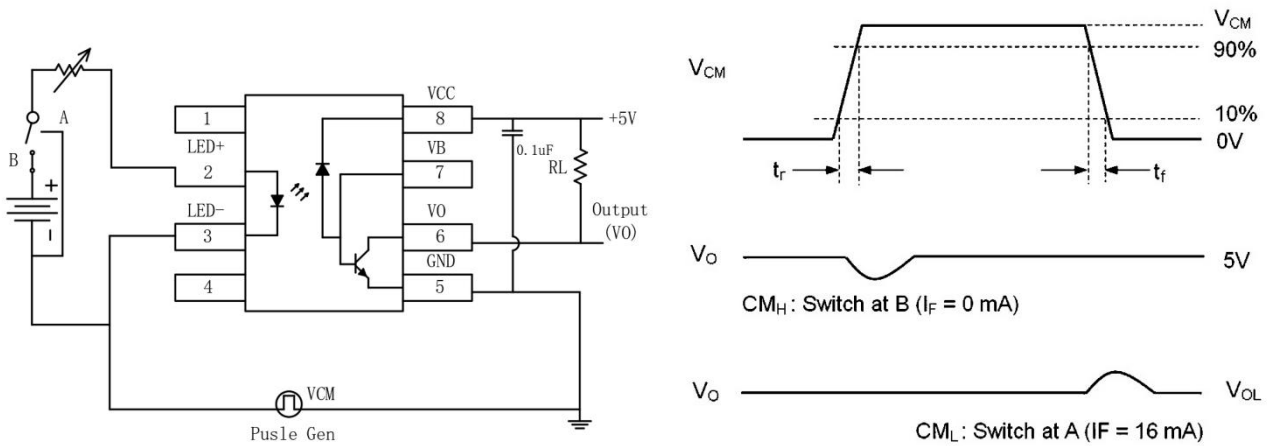 A
B
+
−
1
LED+
2
LED-
3
4
VCC
8
VB
7
VO
6
GND
5
0.1uF
RL
+5V
Output
(VO)
VCM
Pusle Gen
VCM
VCM
90%
10%
0V
tr
tf
VO
5V
CMH : Switch at B (IF = 0 mA)
VO
VOL
CML : Switch at A (IF = 16 mA)